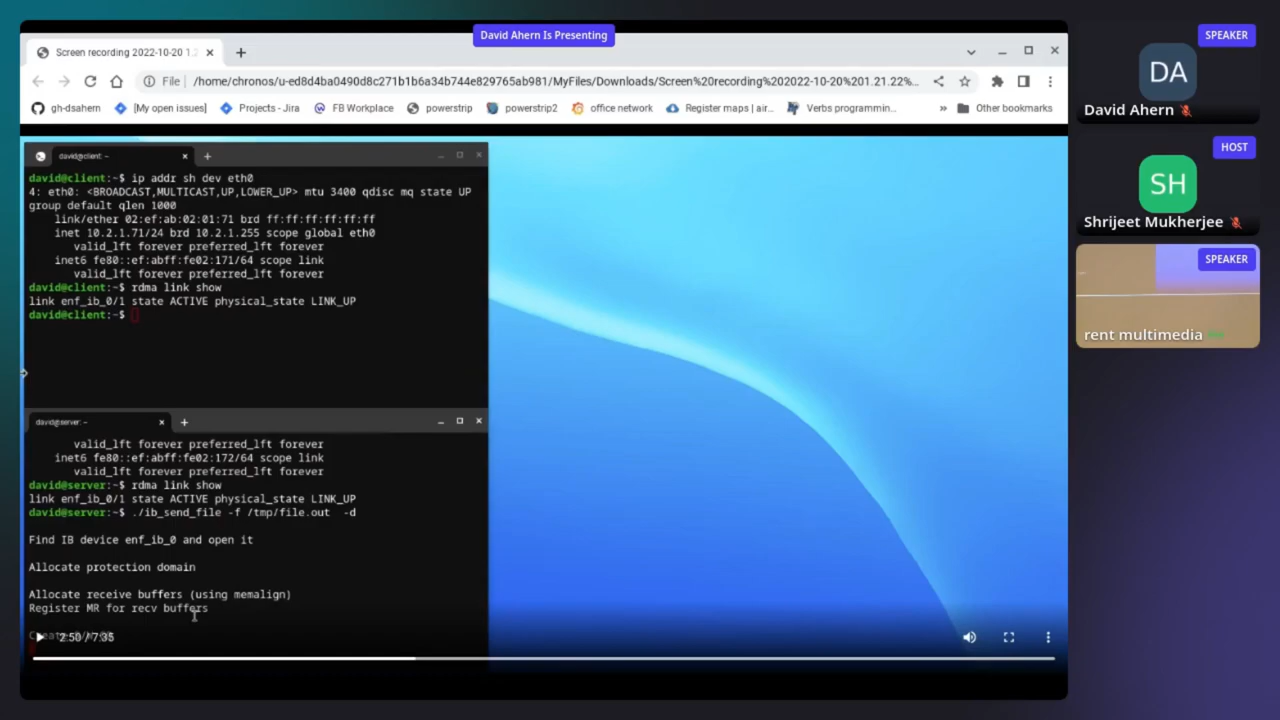 David Ahern Is Presenting
Screen recording 2022-10-20 1.2
File
/home/chronos/u-ed8d4ba0490d8c271b1b6a34b744e829765ab981/MyFiles/Downloads/Screen%20recording%202022-10-20%201.21.22%...
gh-dsahern
[My open issues]
Projects - Jira
FB Workplace
powerstrip
powerstrip2
office network
Register maps | air...
Verbs programmin...
»
Other bookmarks
david@client: ~
david@client:~$ ip addr sh dev eth0
4: eth0: <BROADCAST,MULTICAST,UP,LOWER_UP> mtu 3400 qdisc mq state UP
group default qlen 1000
link/ether 02:ef:ab:02:01:71 brd ff:ff:ff:ff:ff:ff
inet 10.2.1.71/24 brd 10.2.1.255 scope global eth0
valid_lft forever preferred_lft forever
inet6 fe80::ef:abff:fe02:171/64 scope link
valid_lft forever preferred_lft forever
david@client:~$ rdma link show
link enf_ib_0/1 state ACTIVE physical_state LINK_UP
david@client:~$
david@server: ~
valid_lft forever preferred_lft forever
inet6 fe80::ef:abff:fe02:172/64 scope link
valid_lft forever preferred_lft forever
david@server:~$ rdma link show
link enf_ib_0/1 state ACTIVE physical_state LINK_UP
david@server:~$ ./ib_send_file -f /tmp/file.out  -d
Find IB device enf_ib_0 and open it
Allocate protection domain
Allocate receive buffers (using memalign)
Register MR for recv buffers
2:50 / 7:35
SPEAKER
DA
David Ahern
HOST
SH
Shrijeet Mukherjee
SPEAKER
rent multimedia